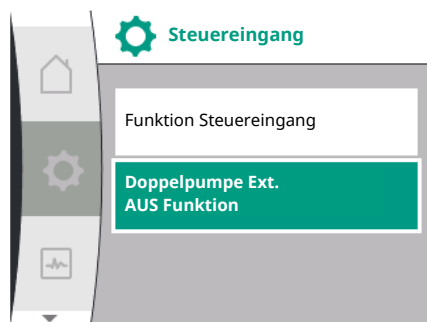 Steuereingang
Funktion Steuereingang
Doppelpumpe Ext.
AUS Funktion